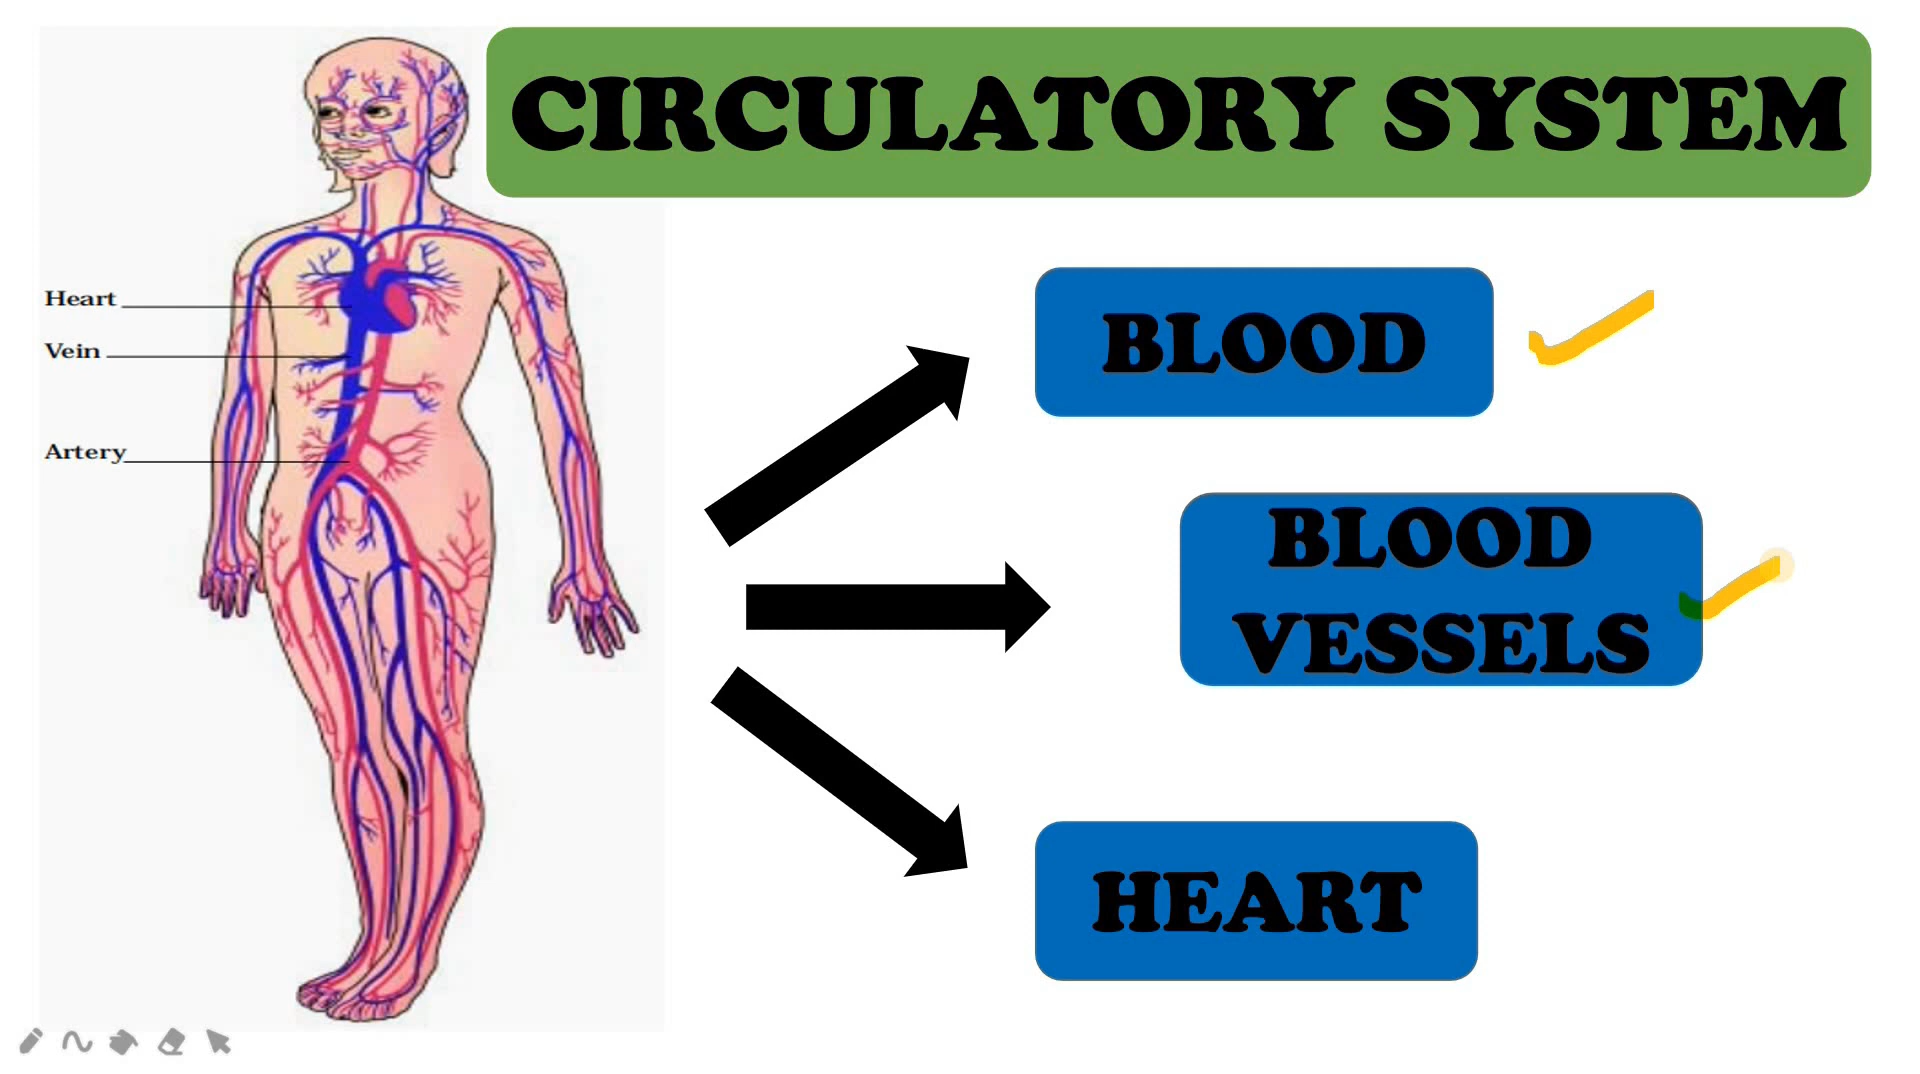 CIRCULATORY SYSTEM
Heart
Vein
Artery
BLOOD
BLOOD
VESSELS
HEART